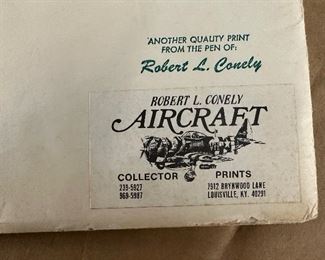 ANOTHER QUALITY PRINT
FROM THE PEN OF:
Robert L. Conely
ROBERT L. CONELY
AIRCRAFT
COLLECTOR PRINTS
239-5927 7912 BRYNWOOD LANE
969-5987 LOUISVILLE, KY. 40291